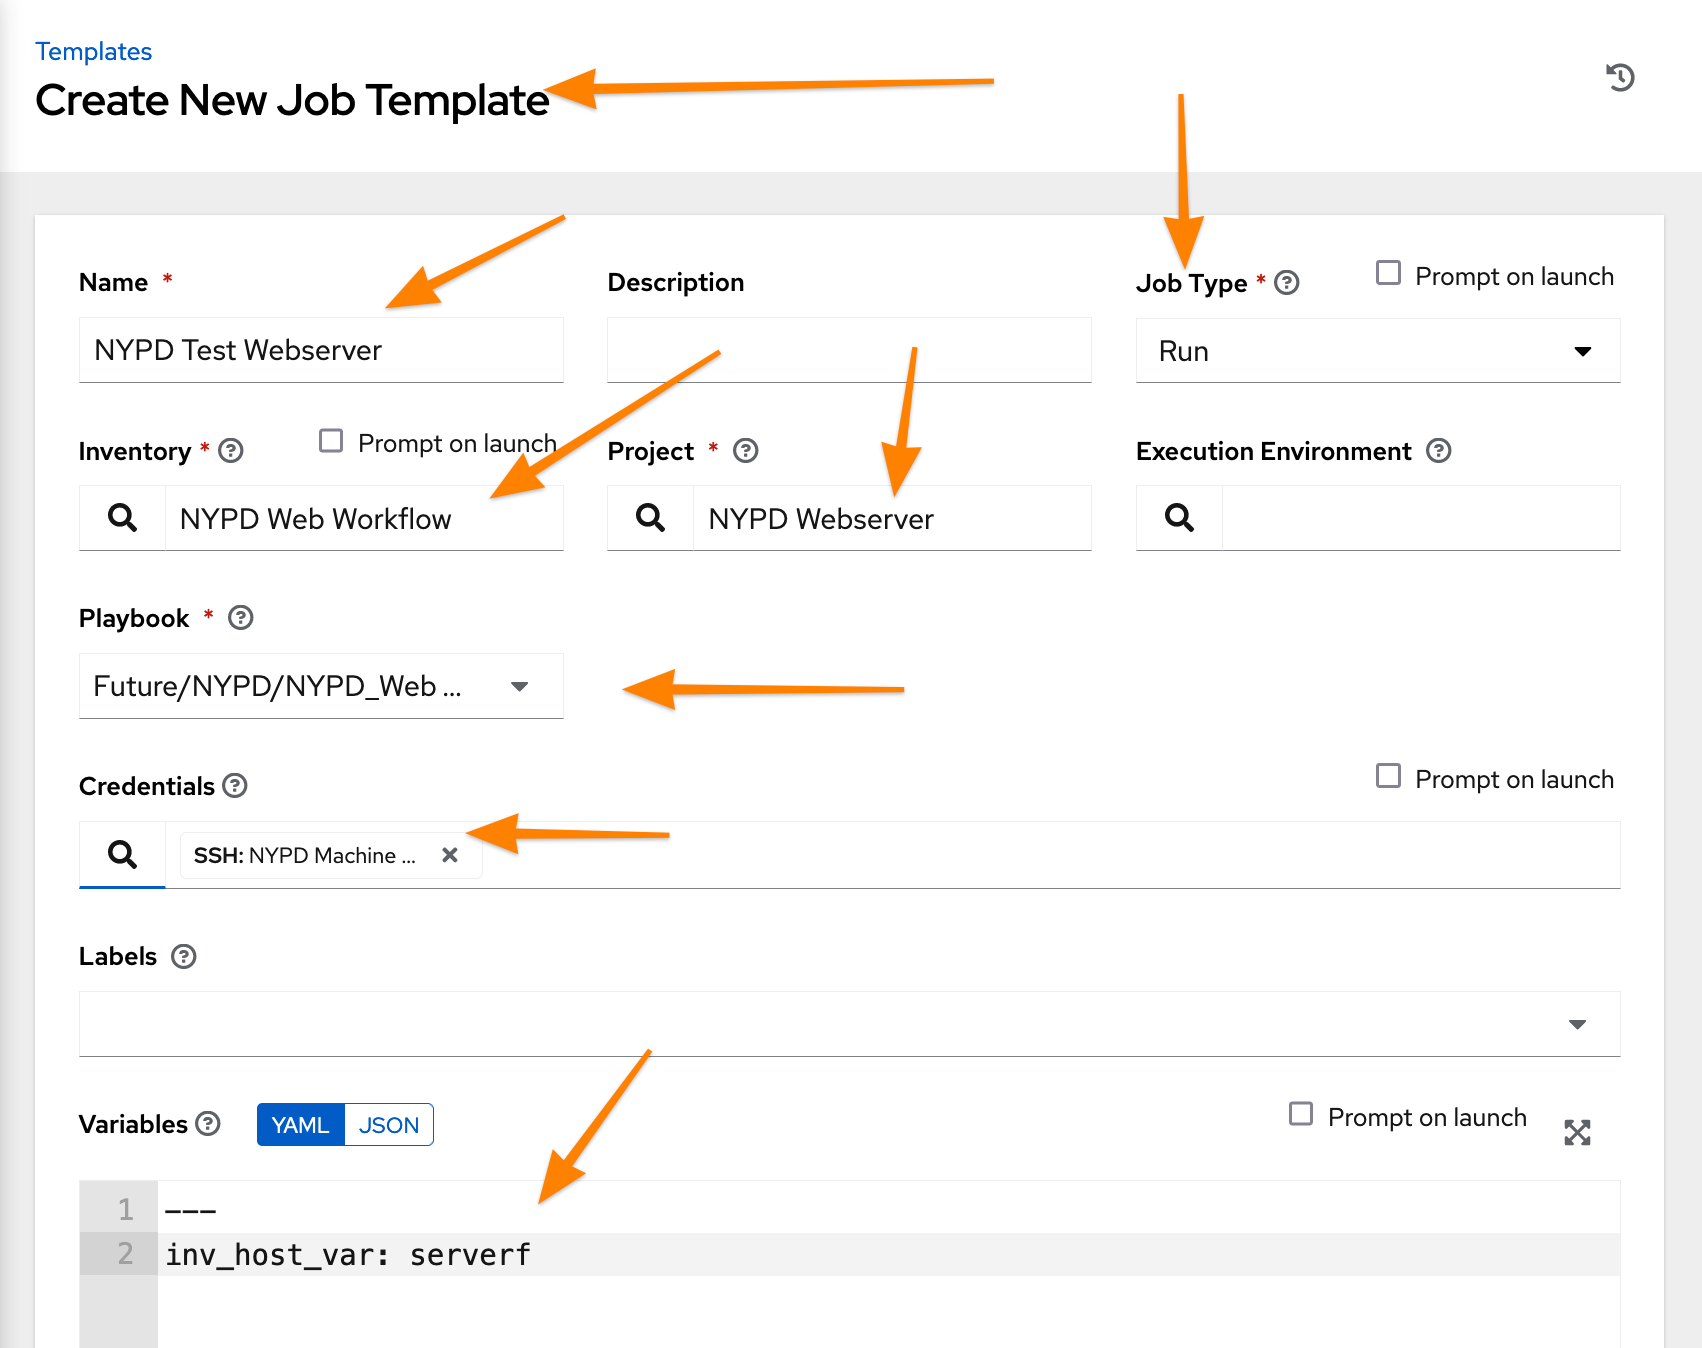 Templates
Create New Job Template
Name *
Description
Job Type *
Prompt on launch
NYPD Test Webserver
Run
Inventory *
Prompt on launch
Project *
Execution Environment
NYPD Web Workflow
NYPD Webserver
Playbook *
Future/NYPD/NYPD_Web ...
Credentials
Prompt on launch
SSH: NYPD Machine ...
Labels
Variables
YAML
JSON
Prompt on launch
1 ---
2 inv_host_var: serverf